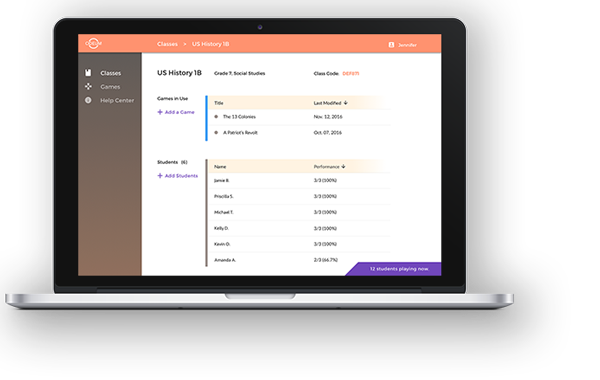 Classes > US History 1B
Jennifer
Classes
Games
Help Center
US History 1B
Grade 7, Social Studies
Class Code:
Games in Use
+ Add a Game
Title
Last Modified ↓
The 13 Colonies
Nov. 12, 2016
A Patriot's Revolt
Oct. 07, 2016
Students (6)
+ Add Students
Name
Performance ↓
Janice B.
3/3 (100%)
Priscilla S.
3/3 (100%)
Michael T.
3/3 (100%)
Kelly D.
3/3 (100%)
Kevin O.
3/3 (100%)
Amanda A.
2/3 (66.7%)
12 students playing now